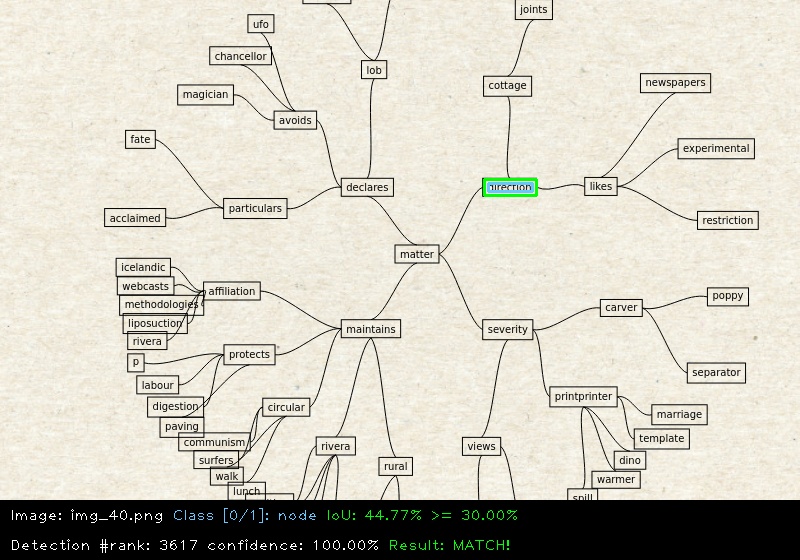 joints
ufo
chancellor
lob
cottage
newspapers
magician
avoids
fate
experimental
declares
direction
likes
particulars
acclaimed
restriction
matter
icelandic
webcasts
affiliation
methodologies
poppy
carver
liposuction
maintains
severity
rivera
protects
p
separator
labour
printprinter
digestion
circular
marriage
paving
template
communism
rivera
views
surfers
dino
rural
walk
warmer
lunch
spill
Image: img_40.png Class [0/1]: node IoU: 44.77% >= 30.00%
Detection #rank: 3617 confidence: 100.00% Result: MATCH!